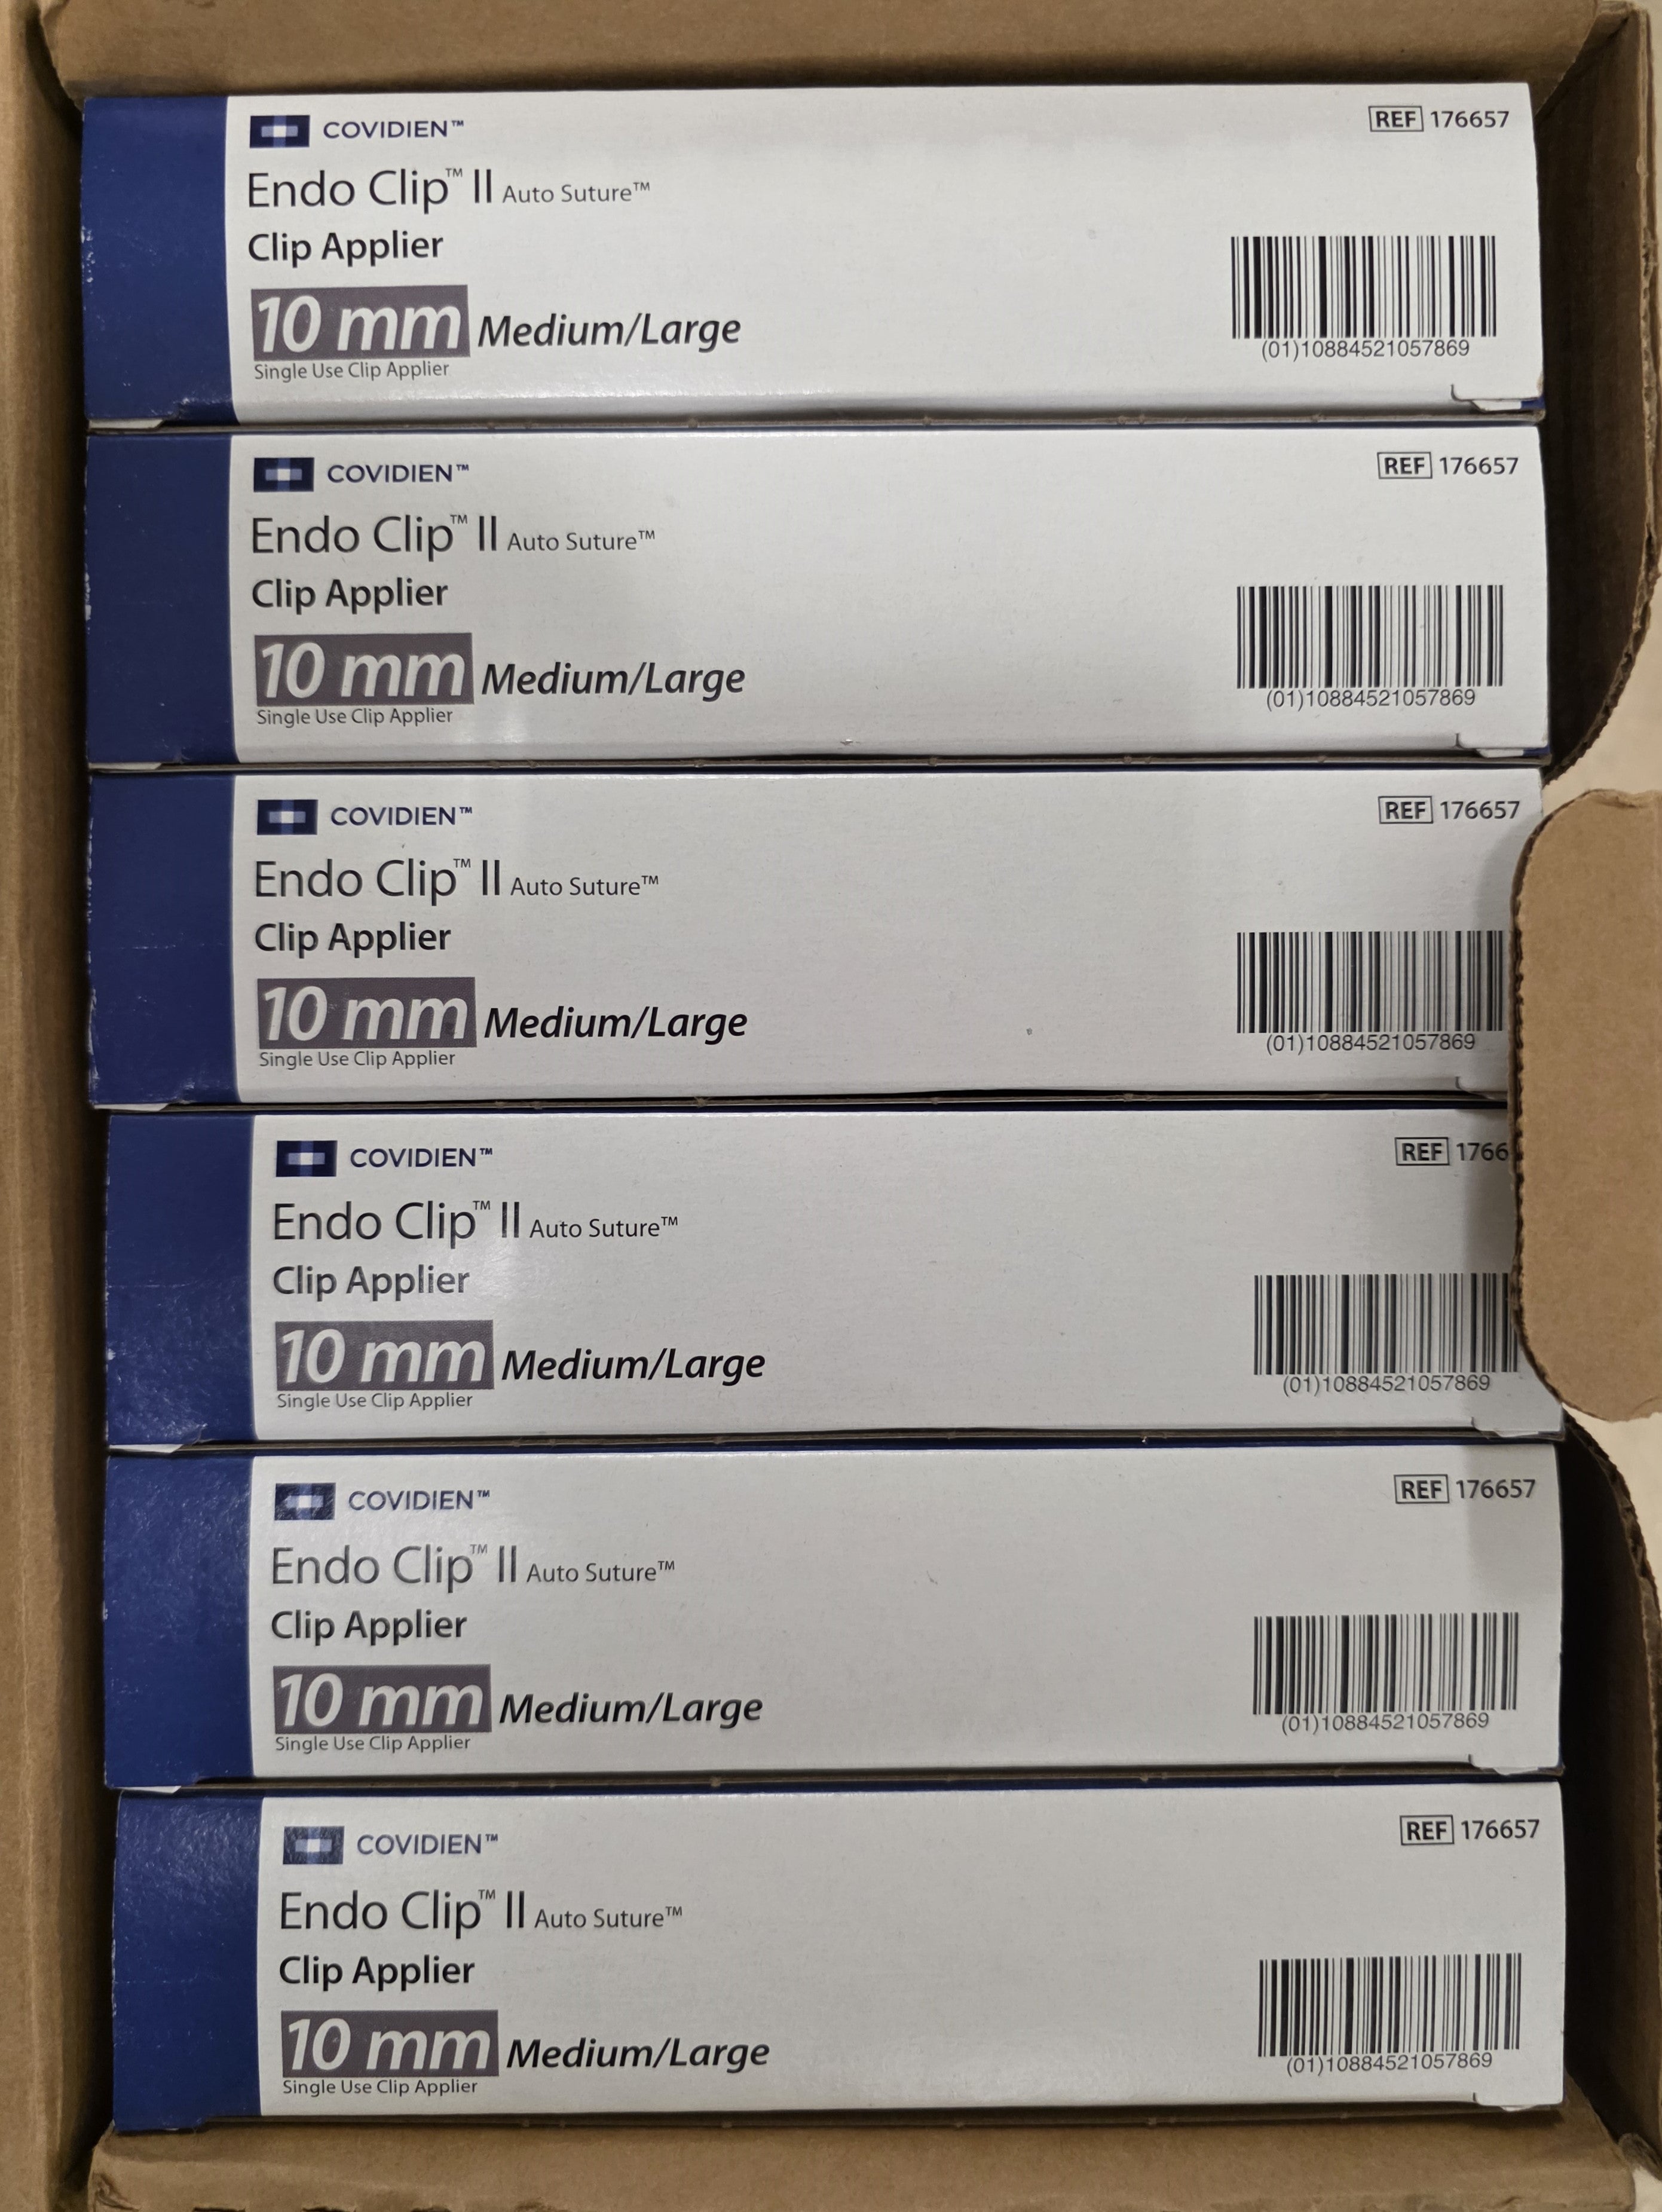 COVIDIEN™
REF 176657
Endo Clip™ II Auto Suture™
Clip Applier
10 mm Medium/Large
Single Use Clip Applier
(01)10884521057869
COVIDIEN™
REF 176657
Endo Clip™ II Auto Suture™
Clip Applier
10 mm Medium/Large
Single Use Clip Applier
(01)10884521057869
COVIDIEN™
REF 176657
Endo Clip™ II Auto Suture™
Clip Applier
10 mm Medium/Large
Single Use Clip Applier
(01)10884521057869
COVIDIEN™
REF 1766
Endo Clip™ II Auto Suture™
Clip Applier
10 mm Medium/Large
Single Use Clip Applier
(01)10884521057869
COVIDIEN™
REF 176657
Endo Clip™ II Auto Suture™
Clip Applier
10 mm Medium/Large
Single Use Clip Applier
(01)10884521057869
COVIDIEN™
REF 176657
Endo Clip™ II Auto Suture™
Clip Applier
10 mm Medium/Large
Single Use Clip Applier
(01)10884521057869